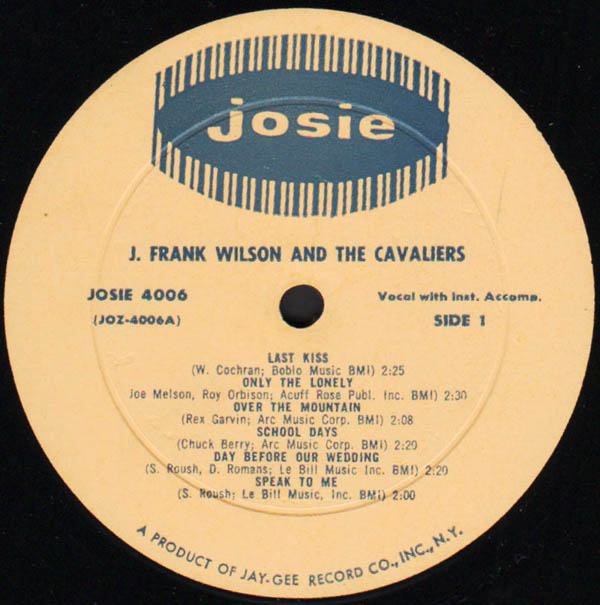 Josie
J. FRANK WILSON AND THE CAVALIERS
JOSIE 4006
Vocal with Inst. Accomp.
(JOZ-4006A)
SIDE 1
LAST KISS
(W. Cochran; Boblo Music BMI) 2:25
ONLY THE LONELY
Joe Melson, Roy Orbison; Acuff Rose Publ. Inc. BMI) 2:30
OVER THE MOUNTAIN
(Rex Garvin; Arc Music Corp. BMI) 2:08
SCHOOL DAYS
(Chuck Berry; Arc Music Corp. BMI) 2:20
DAY BEFORE OUR WEDDING
(S. Roush, D. Romans; Le Bill Music Inc. BMI) 2:20
SPEAK TO ME
(S. Roush; Le Bill Music, Inc. BMI) 2:00
A PRODUCT OF JAY-GEE RECORD CO., INC., N.Y.